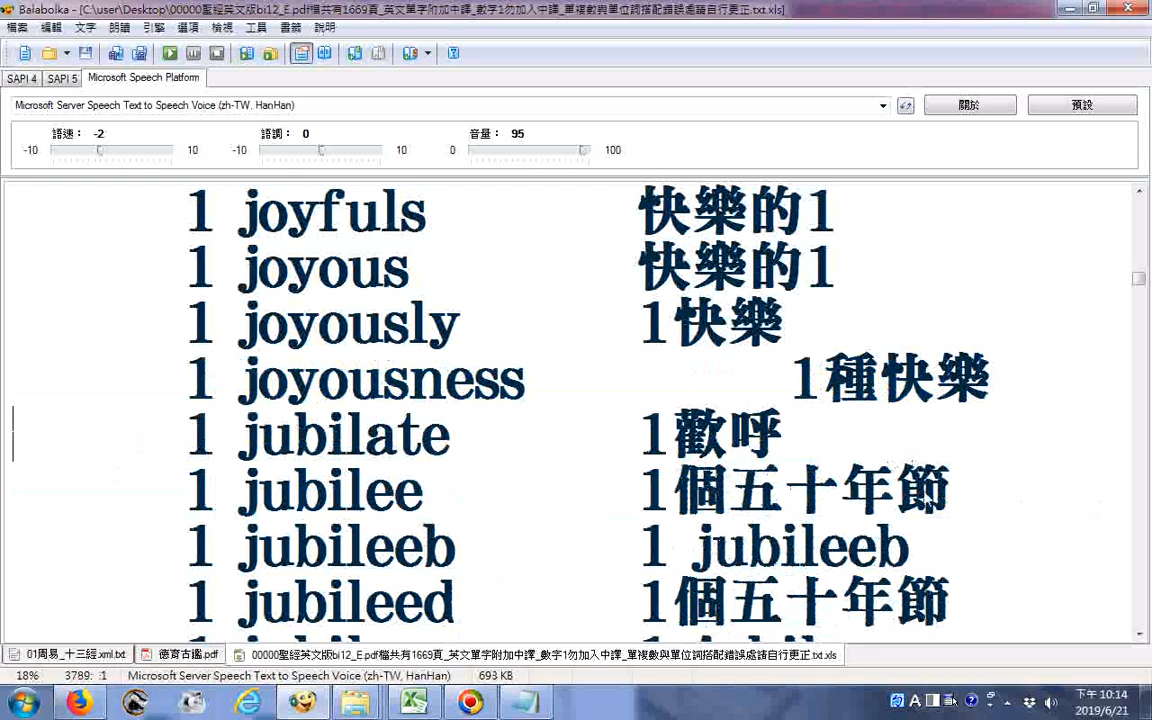 Balabolka - [C:\user\Desktop\00000聖經英文版bi12_E.pdf檔共有1669頁_英文單字附加中譯_數字1勿加入中譯_單複數與單位詞搭配錯誤處請自行更正.txt.xls]
檔案 編輯 文字 朗讀 引擎 選項 檢視 工具 書籤 說明
SAPI 4 SAPI 5 Microsoft Speech Platform
Microsoft Server Speech Text to Speech Voice (zh-TW, HanHan) 關於 預設
語速： -2 語調： 0 音量： 95
-10 10 -10 10 0 100
1 joyfuls 快樂的1
1 joyous 快樂的1
1 joyously 1快樂
1 joyousness 1種快樂
1 jubilate 1歡呼
1 jubilee 1個五十年節
1 jubileeb 1 jubileeb
1 jubileed 1個五十年節
01周易_十三經.xml.txt 德育古鑑.pdf 00000聖經英文版bi12_E.pdf檔共有1669頁_英文單字附加中譯_數字1勿加入中譯_單複數與單位詞搭配錯誤處請自行更正.txt.xls
18% 3789: :1 Microsoft Server Speech Text to Speech Voice (zh-TW, HanHan) 693 KB
下午 10:14
2019/6/21